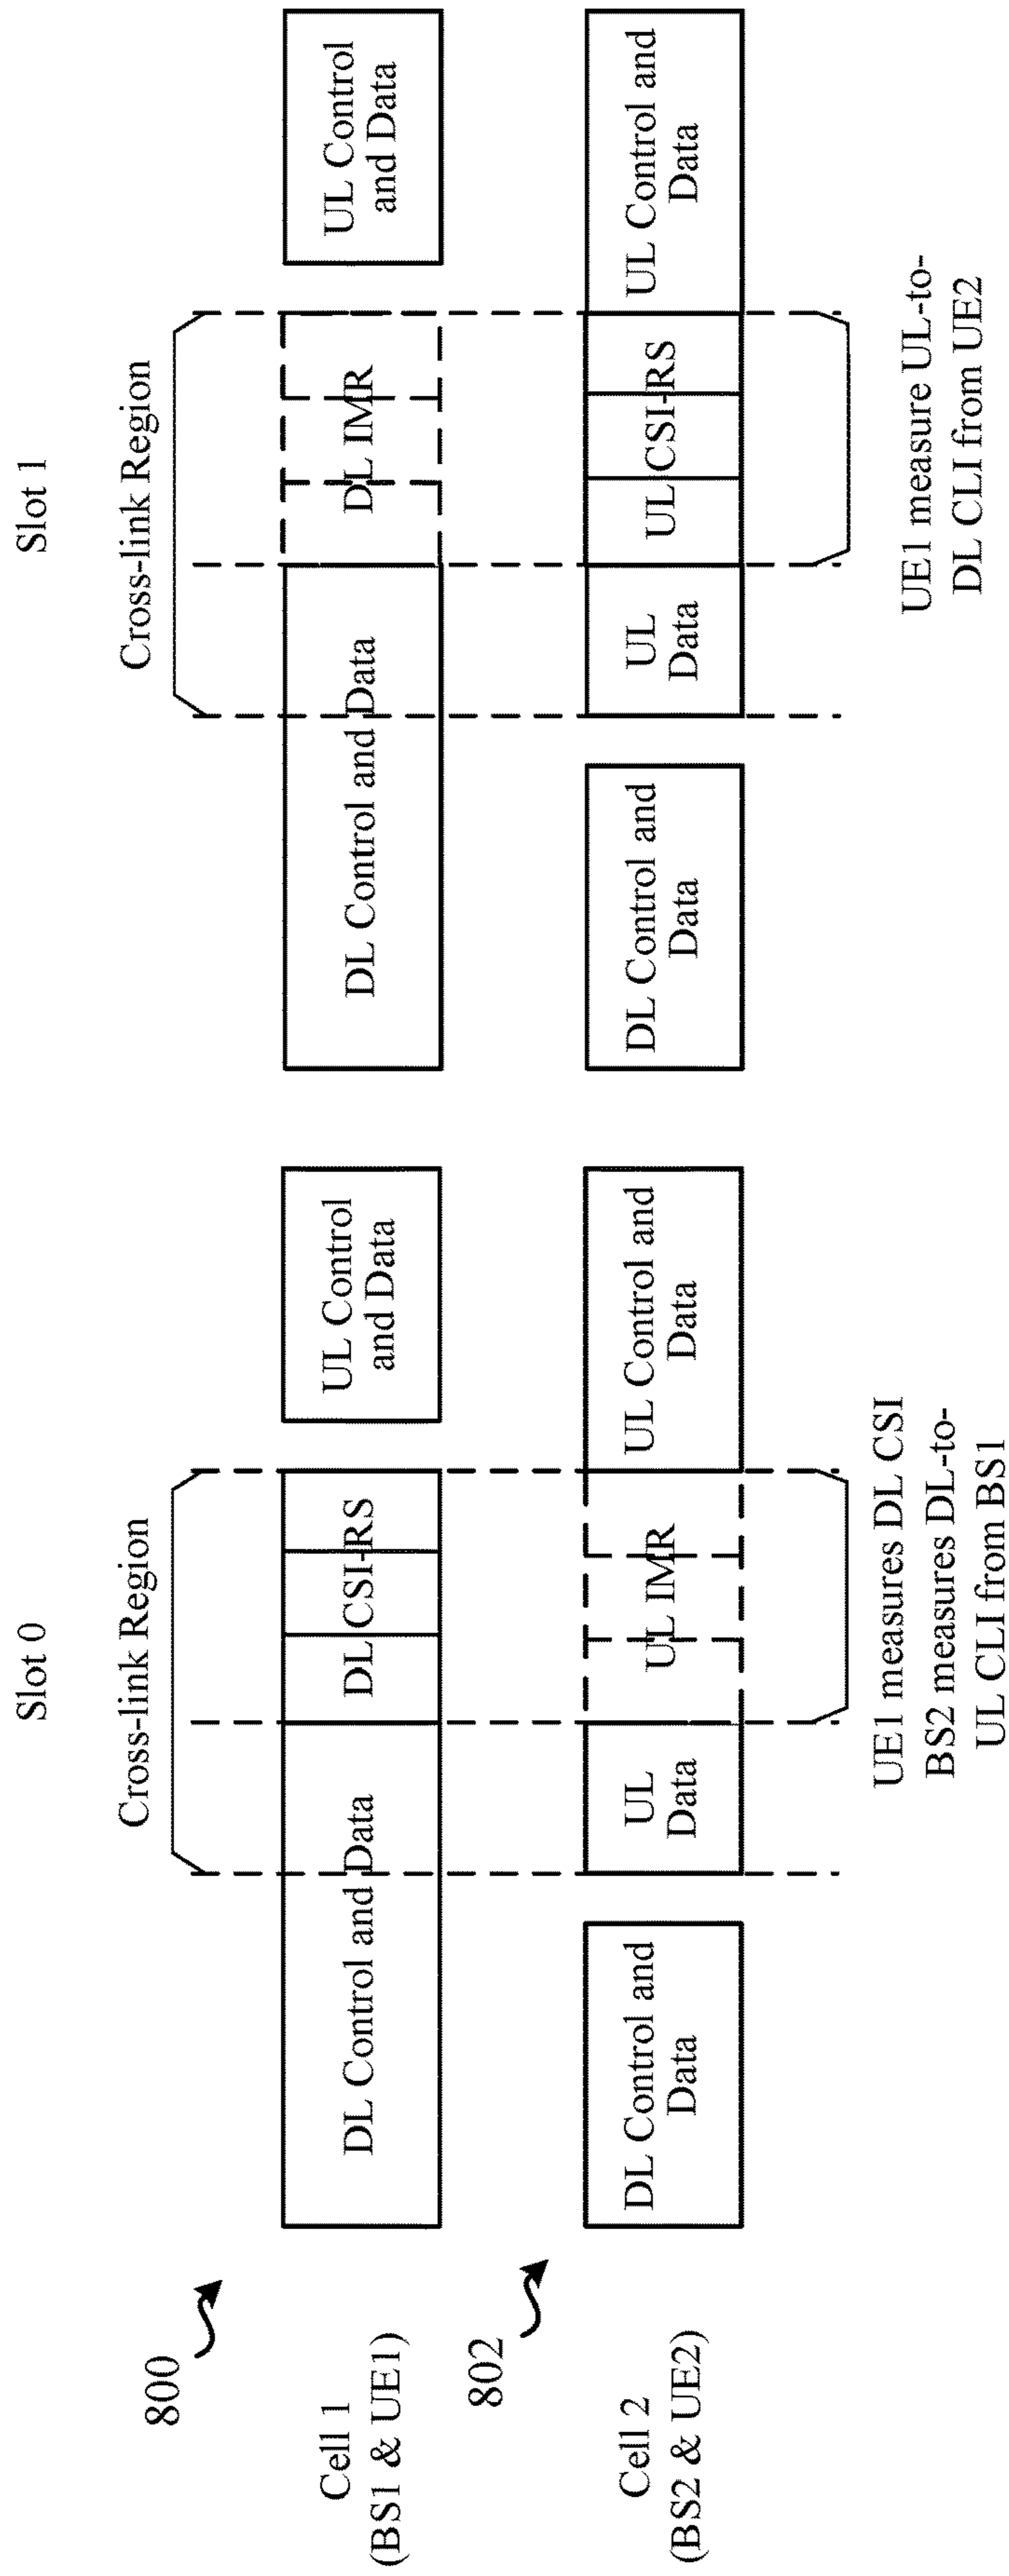 Slot 0
Slot 1
Cross-link Region
Cross-link Region
800
Cell 1
(BS1 & UE1)
DL Control and Data
DL CSI-RS
UL Control
and Data
DL Control and Data
DL IMR
UL Control
and Data
802
Cell 2
(BS2 & UE2)
DL Control and
Data
UL
Data
UL IMR
UL Control and
Data
DL Control and
Data
UL
Data
UL CSI-RS
UL Control and
Data
UE1 measures DL CSI
BS2 measures DL-to-
UL CLI from BS1
UE1 measure UL-to-
DL CLI from UE2